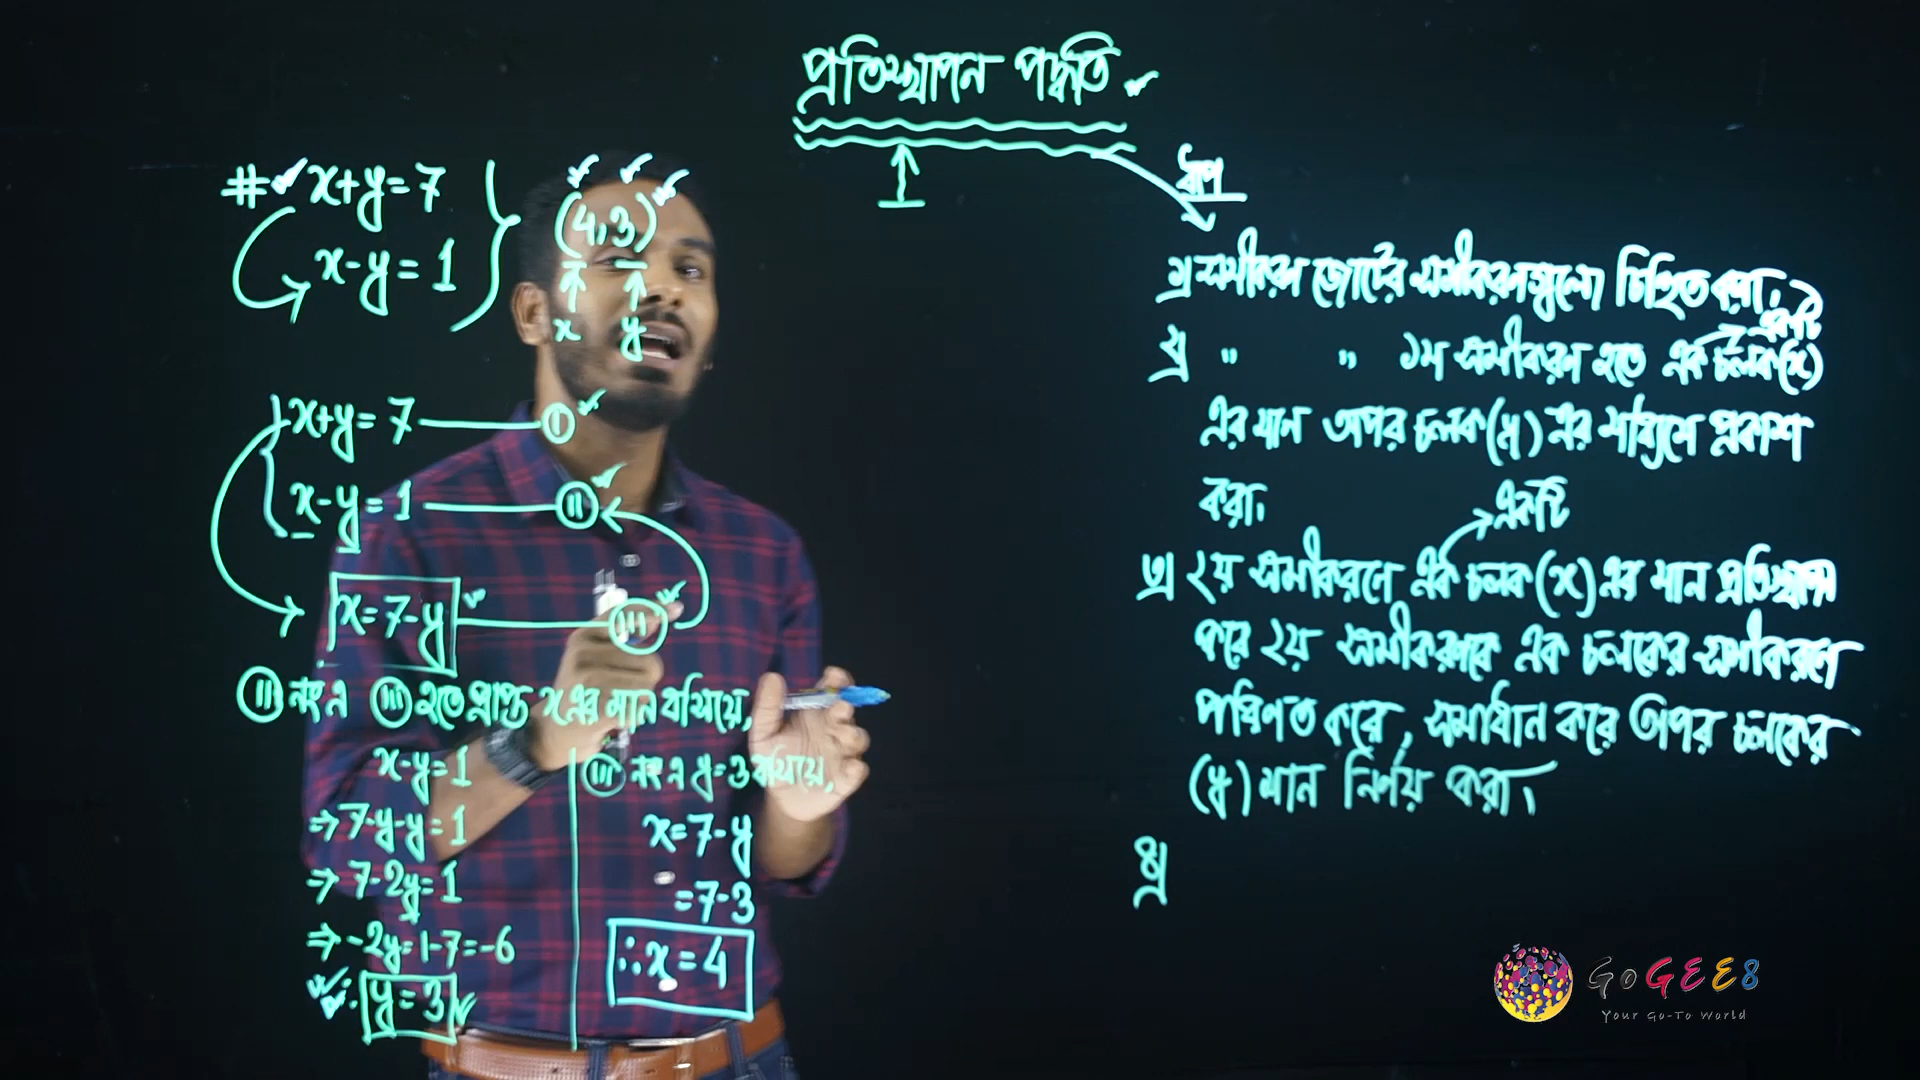 প্রতিস্থাপন পদ্ধতি
# x+y=7
x-y=1
(4,3)
x y
x+y=7 (i)
x-y=1 (ii)
x=7-y (iii)
(ii) নং এ (iii) হতে প্রাপ্ত x এর মান বসিয়ে,
x-y=1
⇒ 7-y-y=1
⇒ 7-2y=1
⇒ -2y=1-7=-6
∴ y=3
(iii) নং এ y=3 বসিয়ে,
x=7-y
=7-3
∴ x=4
ধাপ
১) সমীকরণ জোটের সমীকরণগুলো চিহ্নিত করা।
একটি
২) " " ১ম সমীকরণ হতে এক চলক(x)
এর মান অপর চলক(y) এর মাধ্যমে প্রকাশ
করা।
একটি
৩) ২য় সমীকরণে এক চলক(x) এর মান প্রতিস্থাপন
করে ২য় সমীকরণকে এক চলকের সমীকরণে
পরিণত করে, সমাধান করে অপর চলকের
(y) মান নির্ণয় করা।
৪)
GoGEE8
Your Go-To World